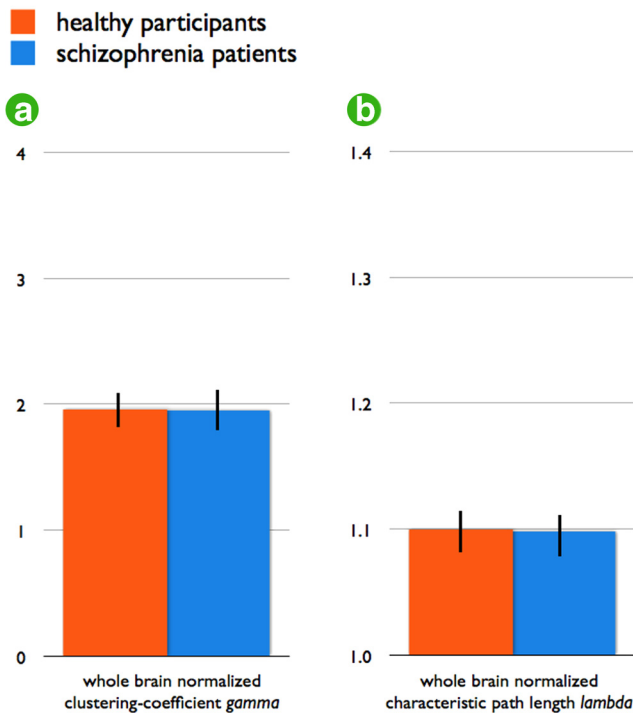 healthy participants
schizophrenia patients
a
4
3
2
1
0
whole brain normalized
clustering-coefficient gamma
b
1.4
1.3
1.2
1.1
1.0
whole brain normalized
characteristic path length lambda